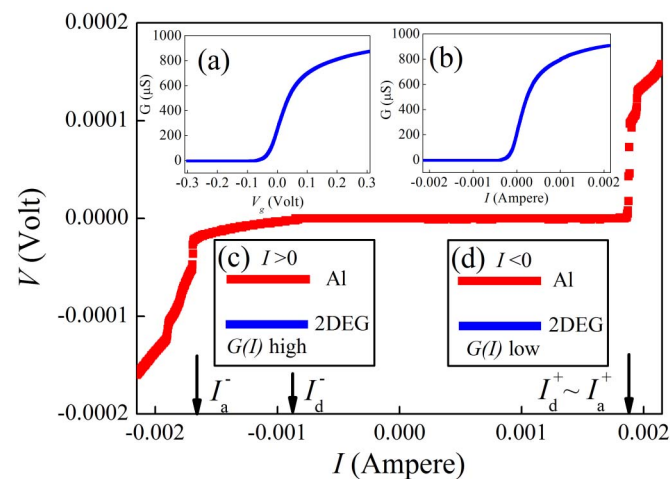 0.0002
0.0001
0.0000
-0.0001
-0.0002
V (Volt)
-0.002
-0.001
0.000
0.001
0.002
I (Ampere)
(a)
G (μS)
1000
800
600
400
200
0
-0.3
-0.2
-0.1
0.0
0.1
0.2
0.3
V_g (Volt)
(b)
G (μS)
1000
800
600
400
200
0
-0.002
-0.001
0.000
0.001
0.002
I (Ampere)
(c)
I >0
Al
2DEG
G(I) high
(d)
I<0
Al
2DEG
G(I) low
I_a^-
I_d^-
I_d^+ ~ I_a^+